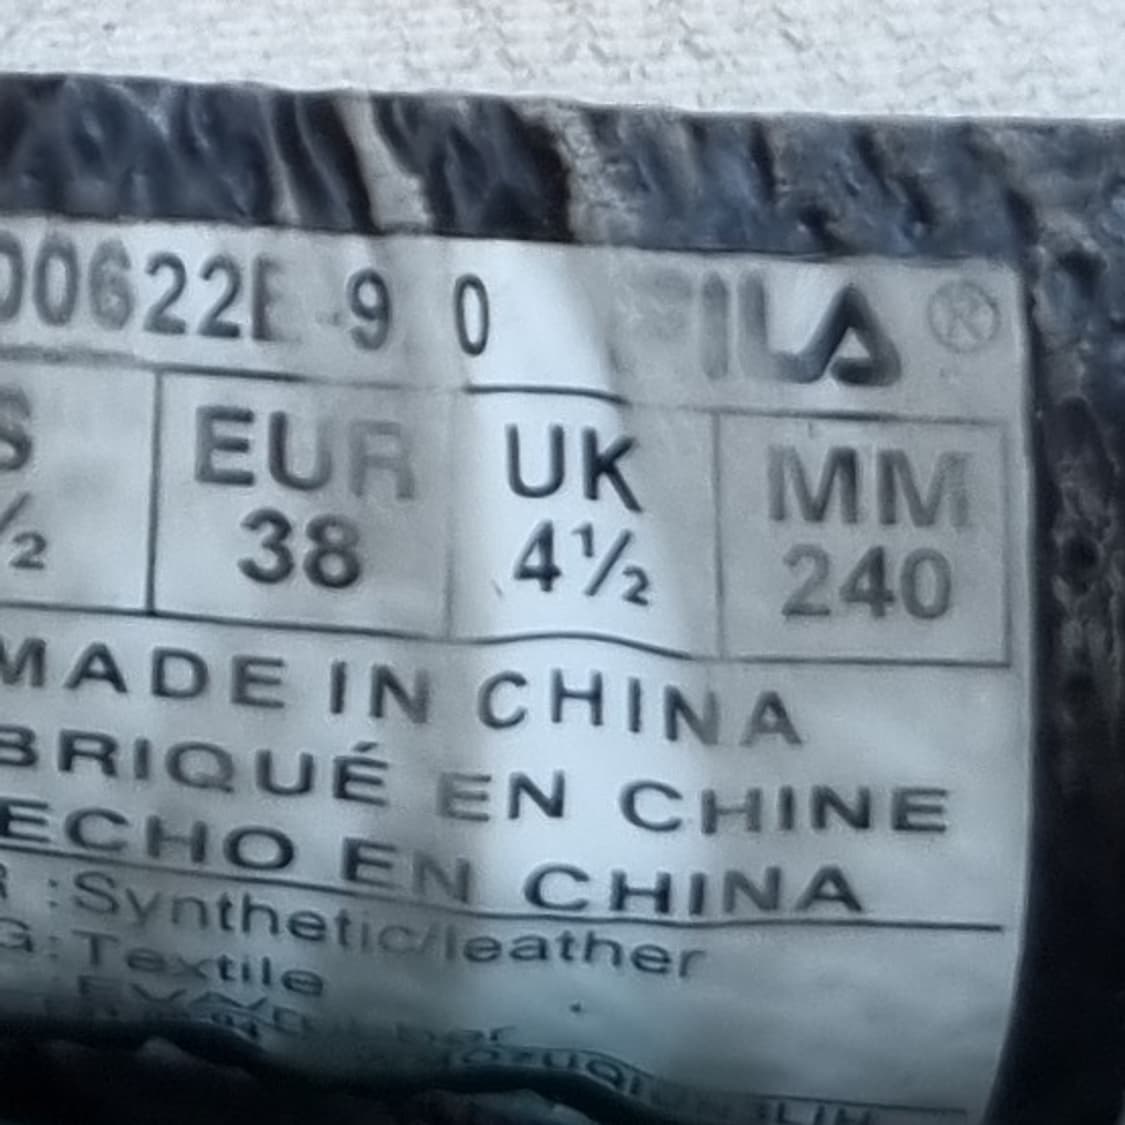 00622E 9 0 FILA ®
S EUR UK MM
½ 38 4½ 240
MADE IN CHINA
BRIQUÉ EN CHINE
ECHO EN CHINA
R :Synthetic/leather
G:Textile